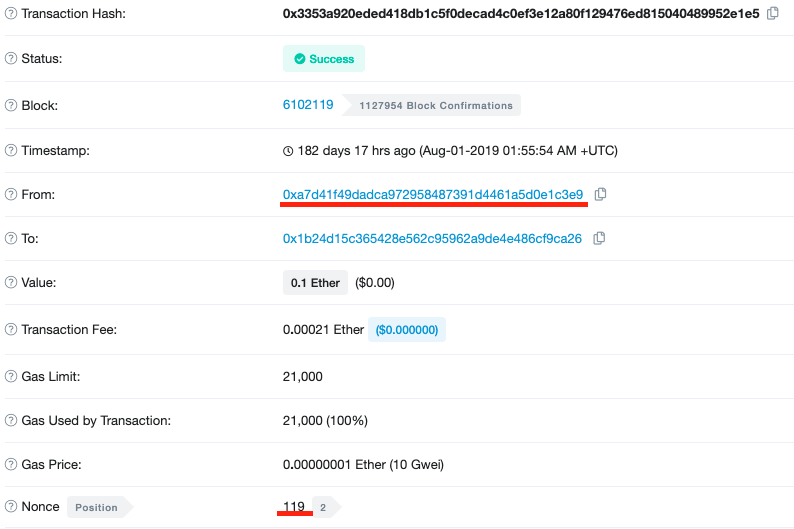 Transaction Hash: 0x3353a920eded418db1c5f0decad4c0ef3e12a80f129476ed815040489952e1e5
Status: Success
Block: 6102119 1127954 Block Confirmations
Timestamp: 182 days 17 hrs ago (Aug-01-2019 01:55:54 AM +UTC)
From: 0xa7d41f49dadca972958487391d4461a5d0e1c3e9
To: 0x1b24d15c365428e562c95962a9de4e486cf9ca26
Value: 0.1 Ether ($0.00)
Transaction Fee: 0.00021 Ether ($0.000000)
Gas Limit: 21,000
Gas Used by Transaction: 21,000 (100%)
Gas Price: 0.00000001 Ether (10 Gwei)
Nonce Position 119 2